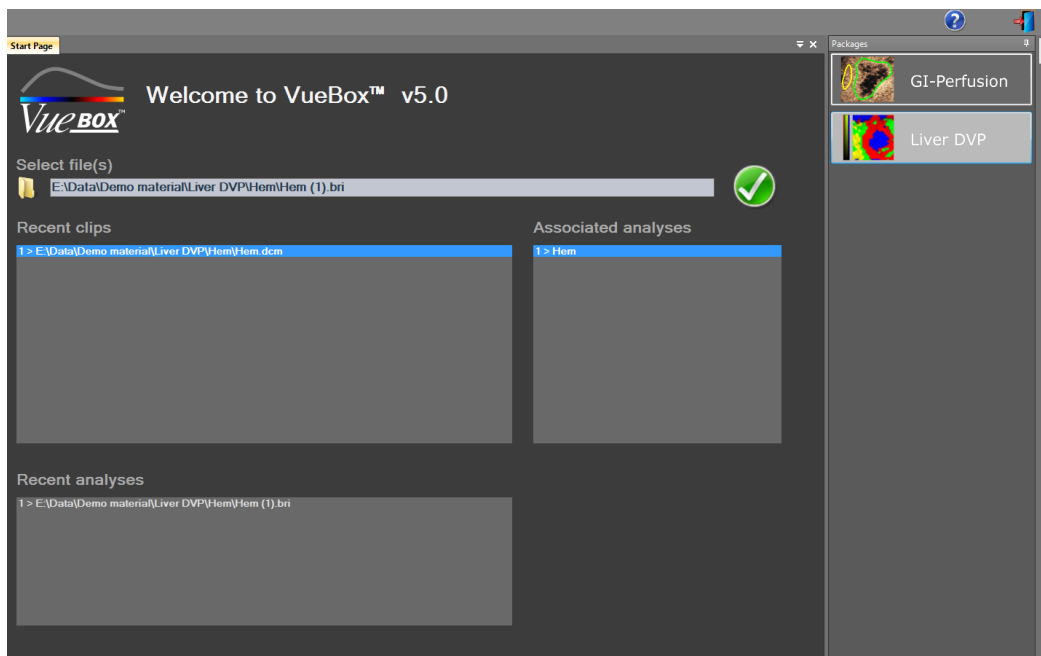 ?
Start Page
Packages
VUEBOX™
Welcome to VueBox™ v5.0
GI-Perfusion
Liver DVP
Select file(s)
E:\Data\Demo material\Liver DVP\Hem\Hem (1).bri
Recent clips
1 > E:\Data\Demo material\Liver DVP\Hem\Hem.dcm
Associated analyses
1 > Hem
Recent analyses
1 > E:\Data\Demo material\Liver DVP\Hem\Hem (1).bri